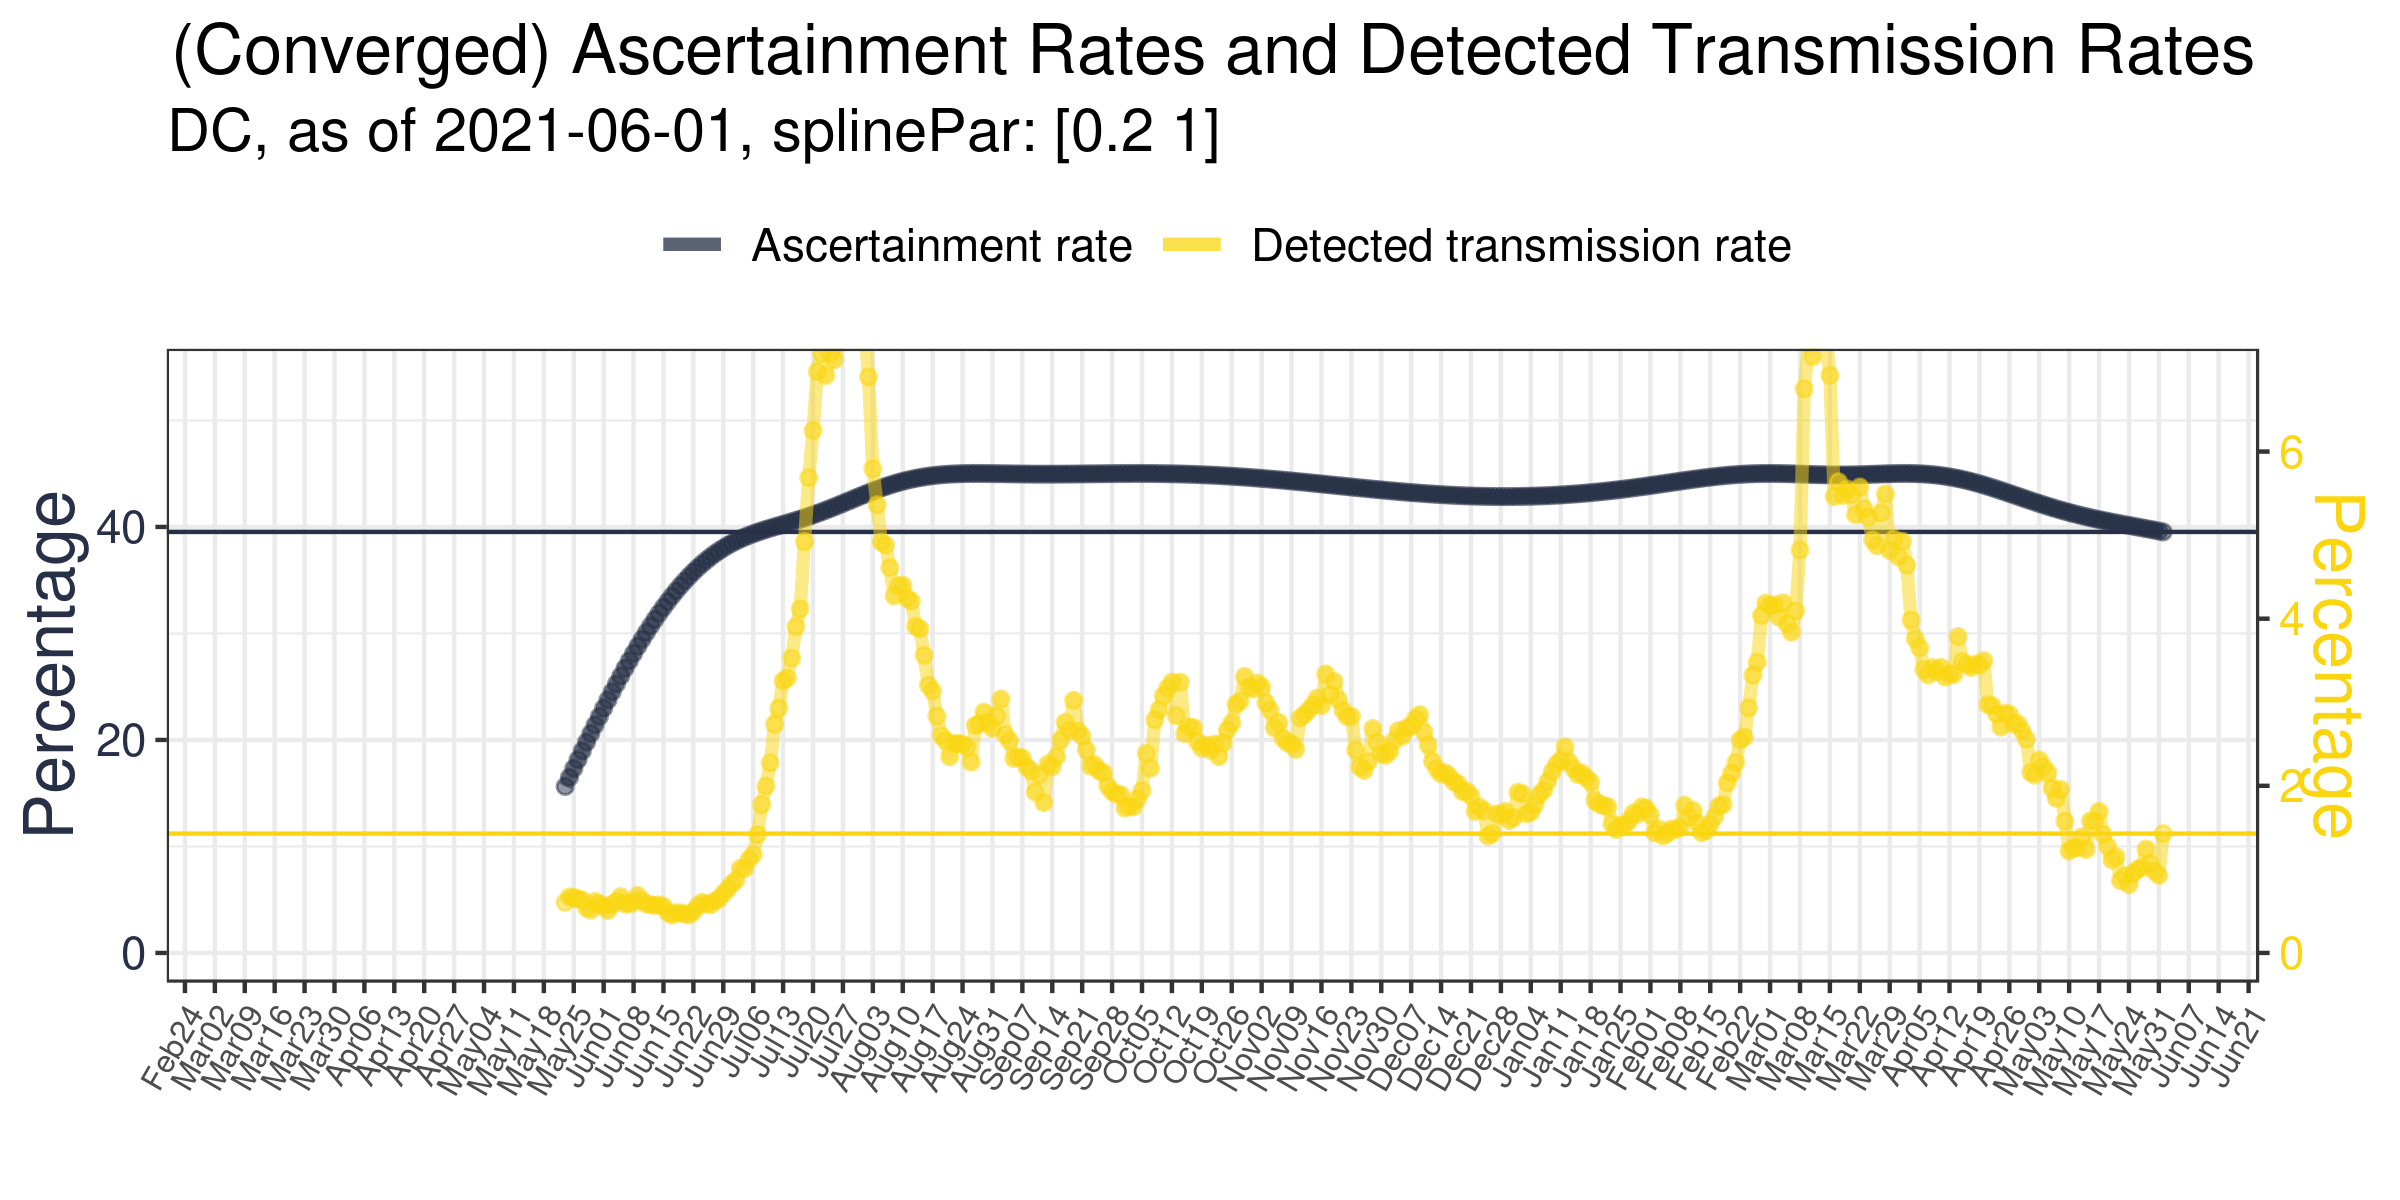 (Converged) Ascertainment Rates and Detected Transmission Rates
DC, as of 2021-06-01, splinePar: [0.2 1]
Ascertainment rate
Detected transmission rate
Percentage
40
20
0
6
4
2
0
Percentage
Feb24
Mar02
Mar09
Mar16
Mar23
Mar30
Apr06
Apr13
Apr20
Apr27
May04
May11
May18
May25
Jun01
Jun08
Jun15
Jun22
Jun29
Jul06
Jul13
Jul20
Jul27
Aug03
Aug10
Aug17
Aug24
Aug31
Sep07
Sep14
Sep21
Sep28
Oct05
Oct12
Oct19
Oct26
Nov02
Nov09
Nov16
Nov23
Nov30
Dec07
Dec14
Dec21
Dec28
Jan04
Jan11
Jan18
Jan25
Feb01
Feb08
Feb15
Feb22
Mar01
Mar08
Mar15
Mar22
Mar29
Apr05
Apr12
Apr19
Apr26
May03
May10
May17
May24
May31
Jun07
Jun14
Jun21